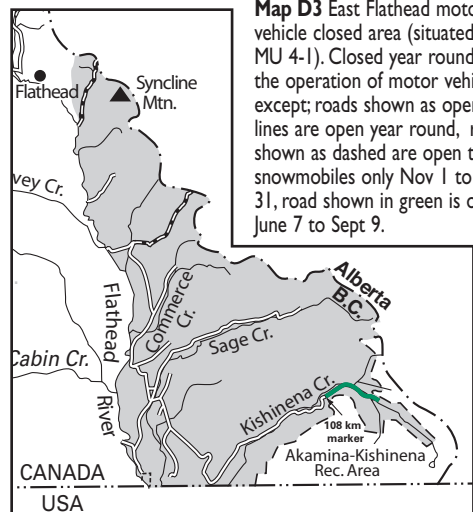 Map D3 East Flathead moto
vehicle closed area (situated
MU 4-1). Closed year round
the operation of motor vehi
except; roads shown as ope
lines are open year round,
shown as dashed are open t
snowmobiles only Nov 1 to
31, road shown in green is o
June 7 to Sept 9.
Flathead
Syncline
Mtn.
vey Cr.
Flathead
River
Commerce
Cr.
Alberta
B.C.
Sage Cr.
Cabin Cr.
Kishinena Cr.
108 km
marker
Akamina-Kishinena
Rec. Area
CANADA
USA